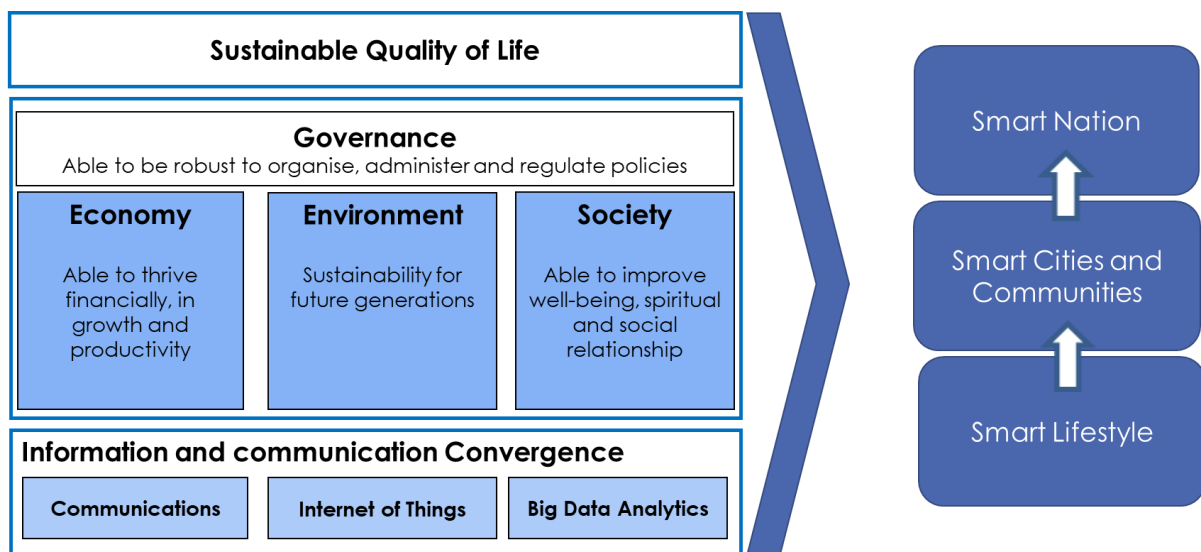 Sustainable Quality of Life
Governance
Able to be robust to organise, administer and regulate policies
Economy
Able to thrive
financially, in
growth and
productivity
Environment
Sustainability for
future generations
Society
Able to improve
well-being, spiritual
and social
relationship
Information and communication Convergence
Communications
Internet of Things
Big Data Analytics
Smart Nation
Smart Cities and
Communities
Smart Lifestyle